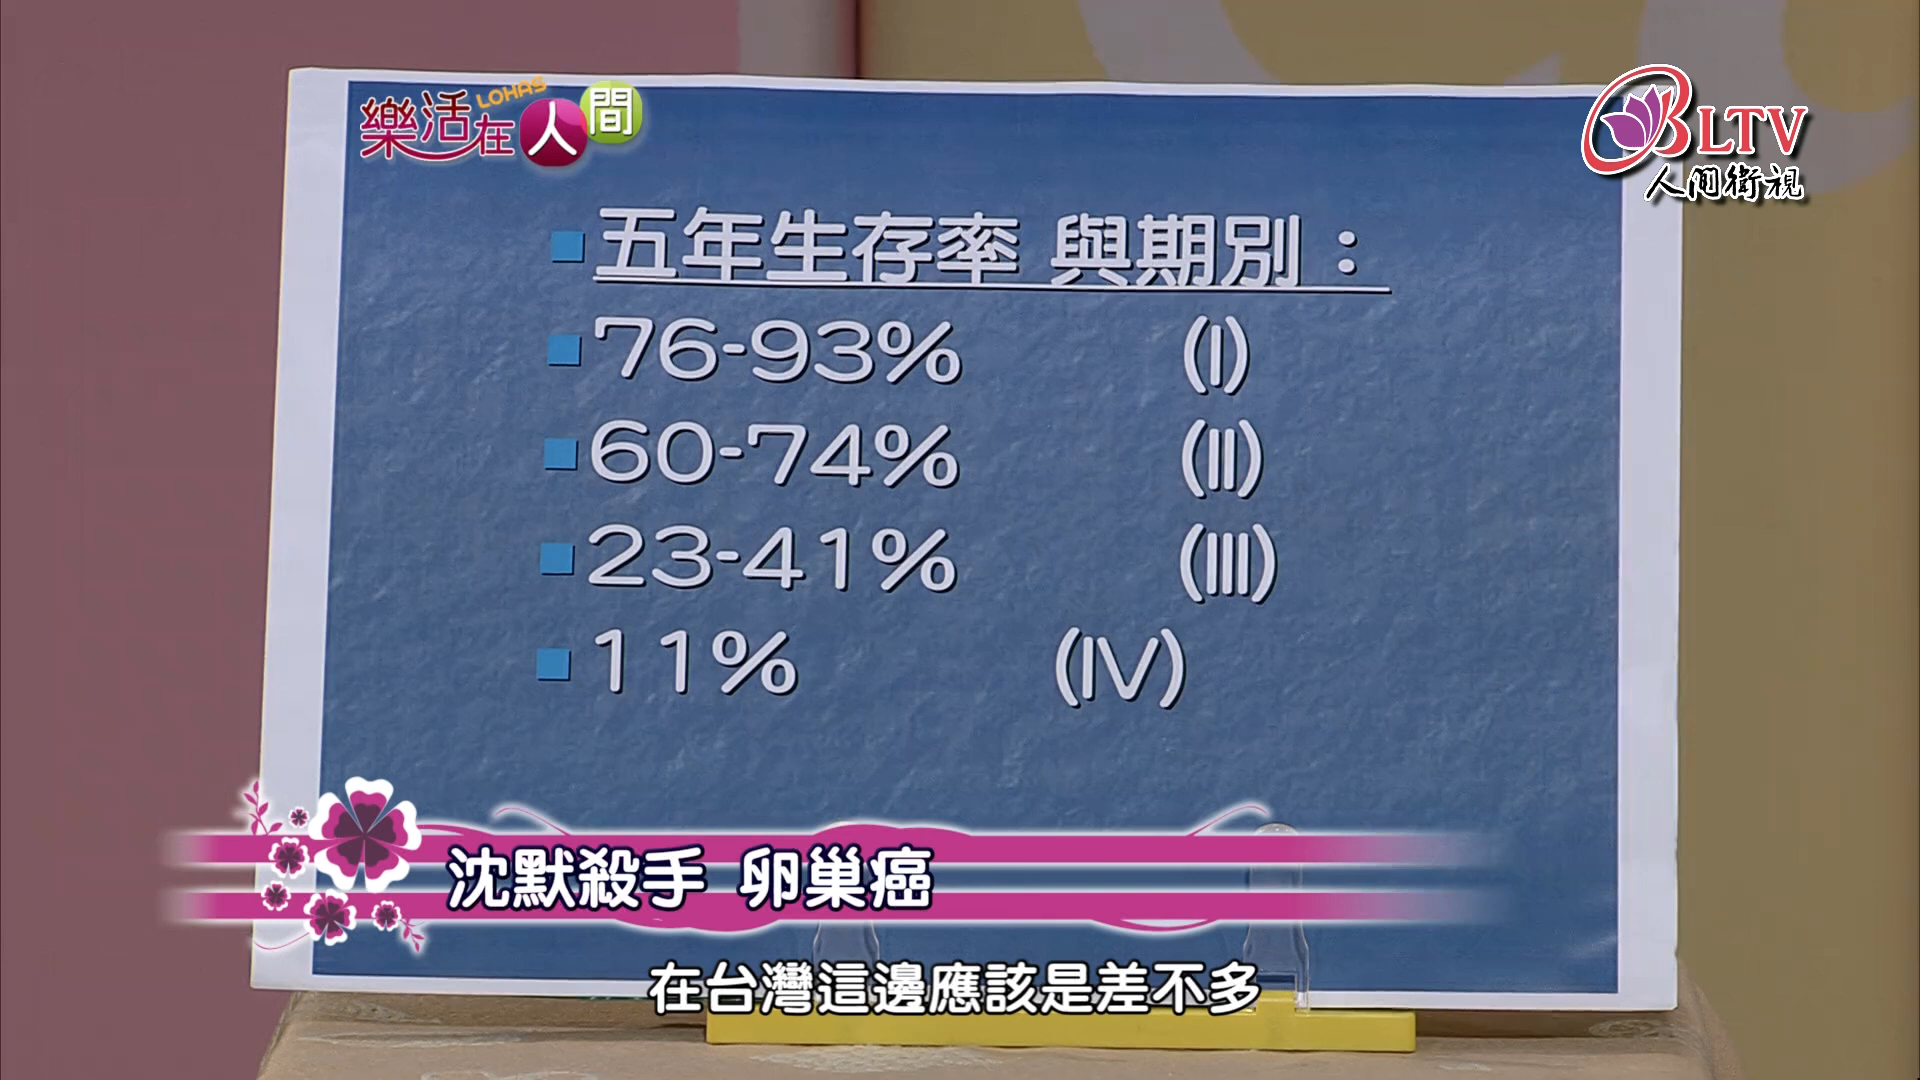 樂活在人間
LOHAS
BLTV
人間衛視
五年生存率 與期別：
76-93% (I)
60-74% (II)
23-41% (III)
11% (IV)
沈默殺手 卵巢癌
在台灣這邊應該是差不多